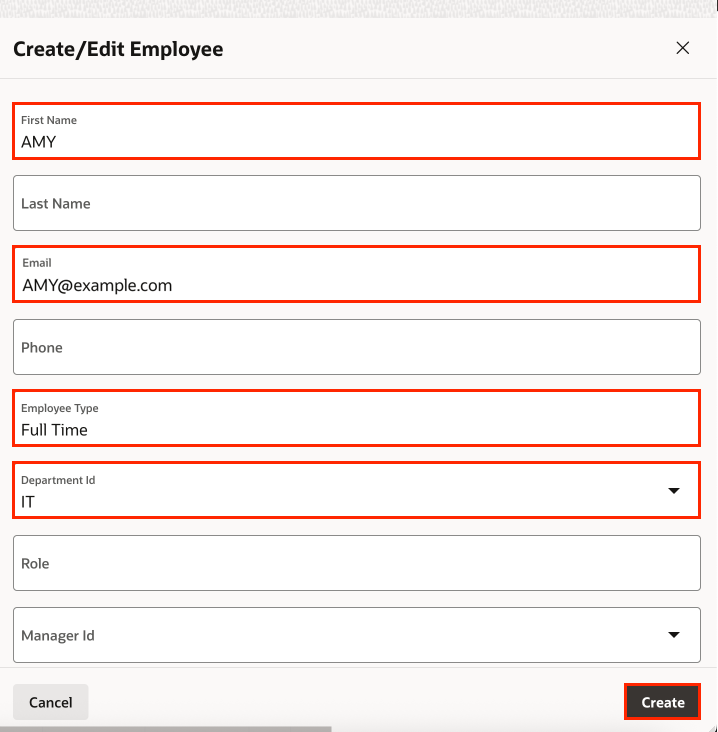 Create/Edit Employee
First Name
AMY
Last Name
Email
AMY@example.com
Phone
Employee Type
Full Time
Department Id
IT
Role
Manager Id
Cancel
Create